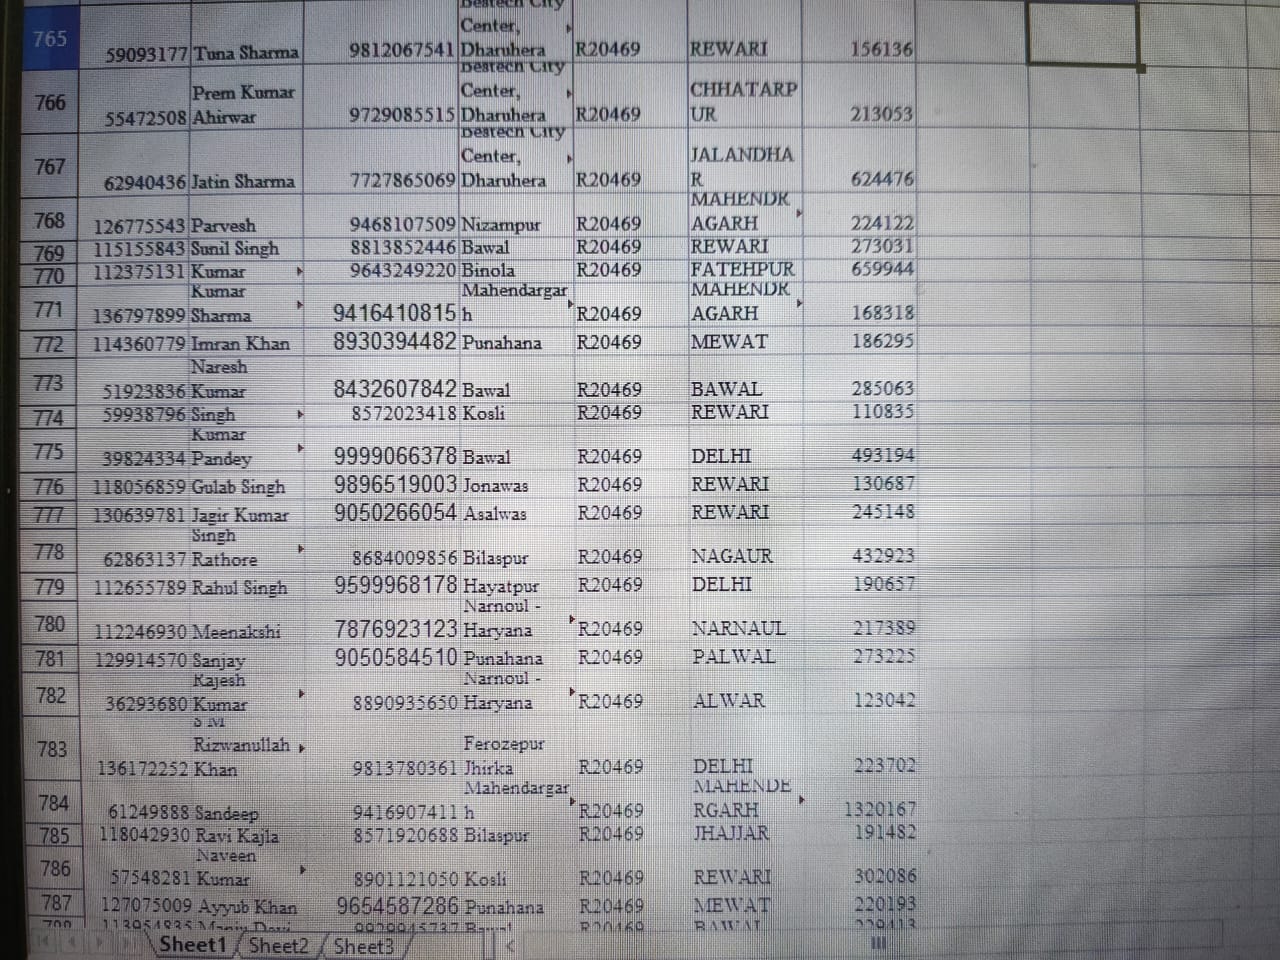 765 59093177 Tuna Sharma 9812067541 Bestech City Center, Dharuhera R20469 REWARI 156136
766 55472508 Prem Kumar Ahirwar 9729085515 Bestech City Center, Dharuhera R20469 CHHATARPUR 213053
767 62940436 Jatin Sharma 7727865069 Bestech City Center, Dharuhera R20469 JALANDHAR 624476
768 126775543 Parvesh 9468107509 Nizampur R20469 MAHENDRAGARH 224122
769 115155843 Sunil Singh 8813852446 Bawal R20469 REWARI 273031
770 112375131 Kumar 9643249220 Binola R20469 FATEHPUR 659944
771 136797899 Kumar Sharma 9416410815 Mahendargarh R20469 MAHENDRAGARH 168318
772 114360779 Imran Khan 8930394482 Punahana R20469 MEWAT 186295
773 51923836 Naresh Kumar 8432607842 Bawal R20469 BAWAL 285063
774 59938796 Singh 8572023418 Kosli R20469 REWARI 110835
775 39824334 Kumar Pandey 9999066378 Bawal R20469 DELHI 493194
776 118056859 Gulab Singh 9896519003 Jonawas R20469 REWARI 130687
777 130639781 Jagir Kumar 9050266054 Asalwas R20469 REWARI 245148
778 62863137 Singh Rathore 8684009856 Bilaspur R20469 NAGAUR 432923
779 112655789 Rahul Singh 9599968178 Hayatpur R20469 DELHI 190657
780 112246930 Meenakshi 7876923123 Narnoul - Haryana R20469 NARNAUL 217389
781 129914570 Sanjay 9050584510 Punahana R20469 PALWAL 273225
782 36293680 Rajesh Kumar 8890935650 Narnoul - Haryana R20469 ALWAR 123042
783 136172252 S M Rizwanullah Khan 9813780361 Ferozepur Jhirka R20469 DELHI 223702
784 61249888 Sandeep 9416907411 Mahendargarh R20469 MAHENDERGARH 1320167
785 118042930 Ravi Kajla 8571920688 Bilaspur R20469 JHAJJAR 191482
786 57548281 Naveen Kumar 8901121050 Kosli R20469 REWARI 302086
787 127075009 Ayyub Khan 9654587286 Punahana R20469 MEWAT 220193
Sheet1 Sheet2 Sheet3